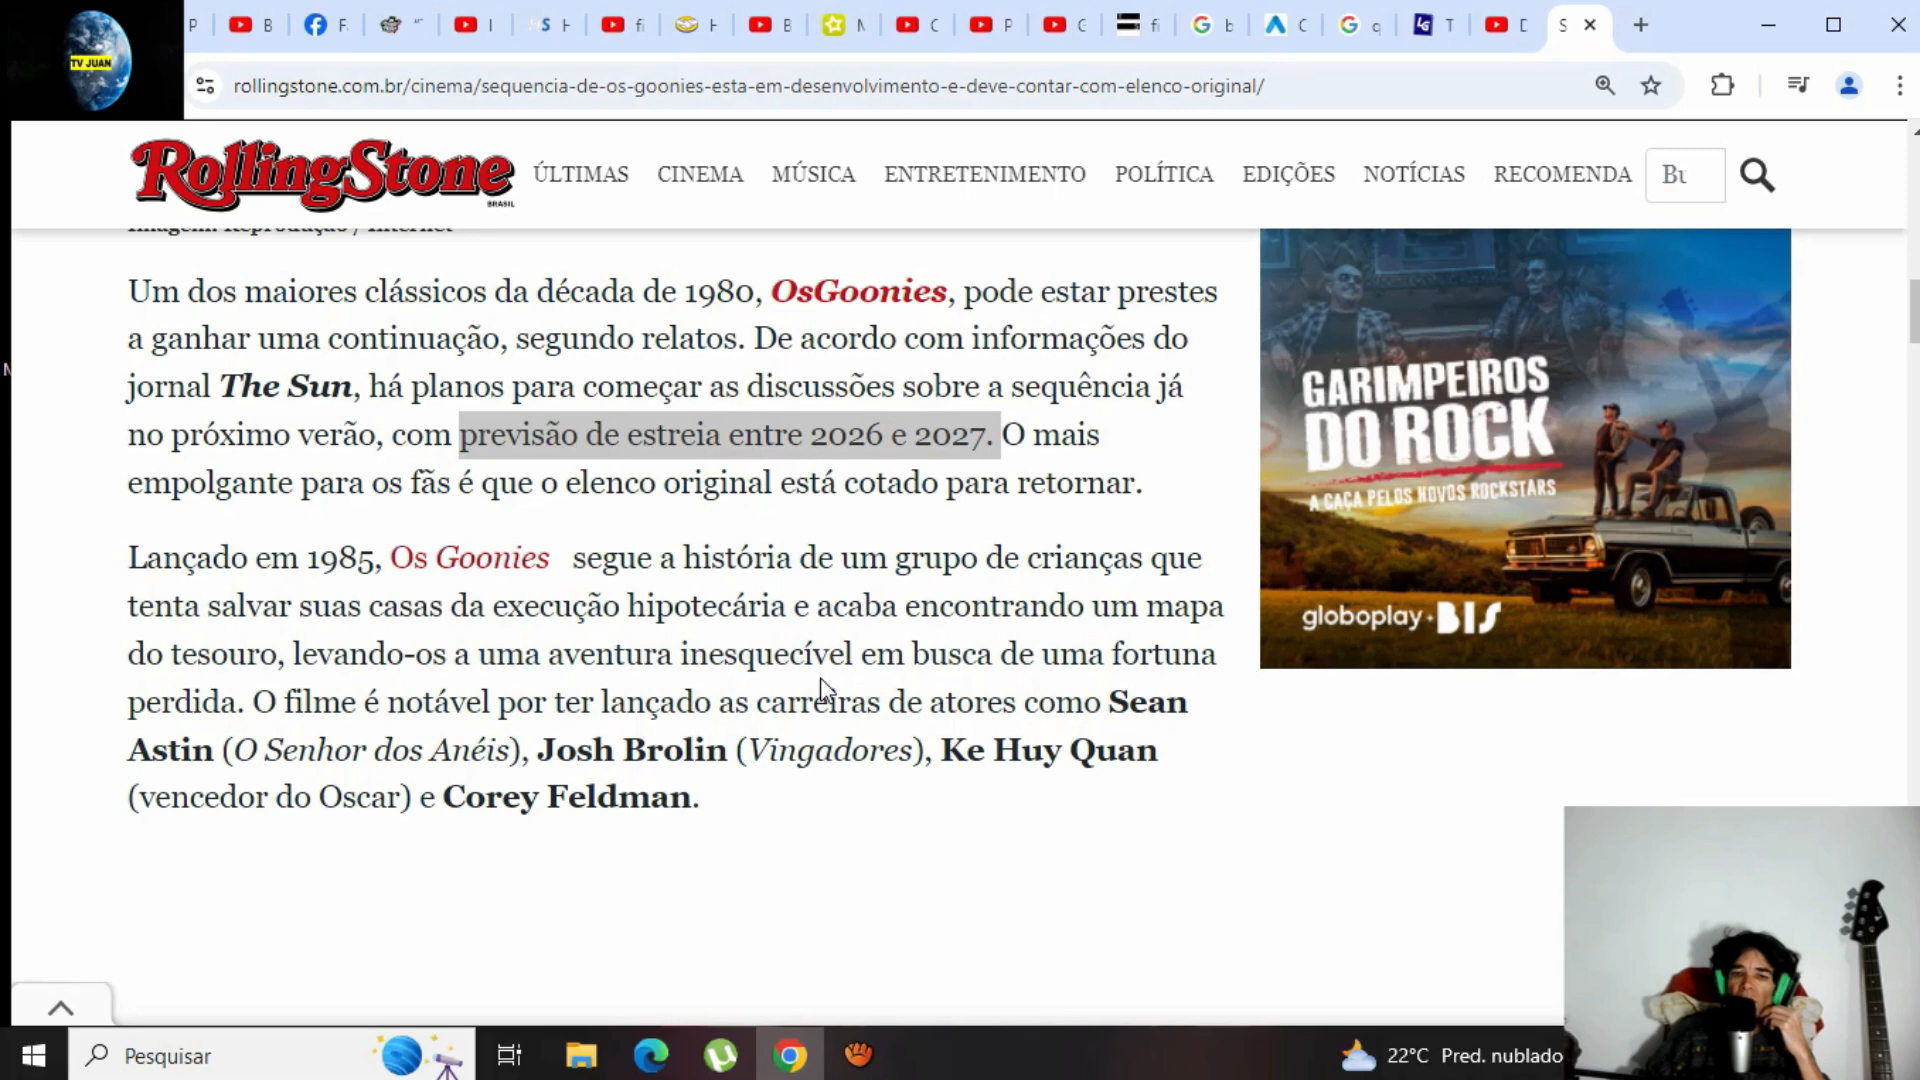 TV JUAN
P
B
F
I
H
fi
H
B
M
C
P
C
fi
b
C
q
T
D
S
rollingstone.com.br/cinema/sequencia-de-os-goonies-esta-em-desenvolvimento-e-deve-contar-com-elenco-original/
RollingStone
BRASIL
ÚLTIMAS CINEMA MÚSICA ENTRETENIMENTO POLÍTICA EDIÇÕES NOTÍCIAS RECOMENDA
Imagem: Reprodução / Internet
Um dos maiores clássicos da década de 1980, OsGoonies, pode estar prestes
a ganhar uma continuação, segundo relatos. De acordo com informações do
jornal The Sun, há planos para começar as discussões sobre a sequência já
no próximo verão, com previsão de estreia entre 2026 e 2027. O mais
empolgante para os fãs é que o elenco original está cotado para retornar.
Lançado em 1985, Os Goonies segue a história de um grupo de crianças que
tenta salvar suas casas da execução hipotecária e acaba encontrando um mapa
do tesouro, levando-os a uma aventura inesquecível em busca de uma fortuna
perdida. O filme é notável por ter lançado as carreiras de atores como Sean
Astin (O Senhor dos Anéis), Josh Brolin (Vingadores), Ke Huy Quan
(vencedor do Oscar) e Corey Feldman.
GARIMPEIROS
DO ROCK
A CAÇA PELOS NOVOS ROCKSTARS
globoplay + BIS
Pesquisar
22°C Pred. nublado